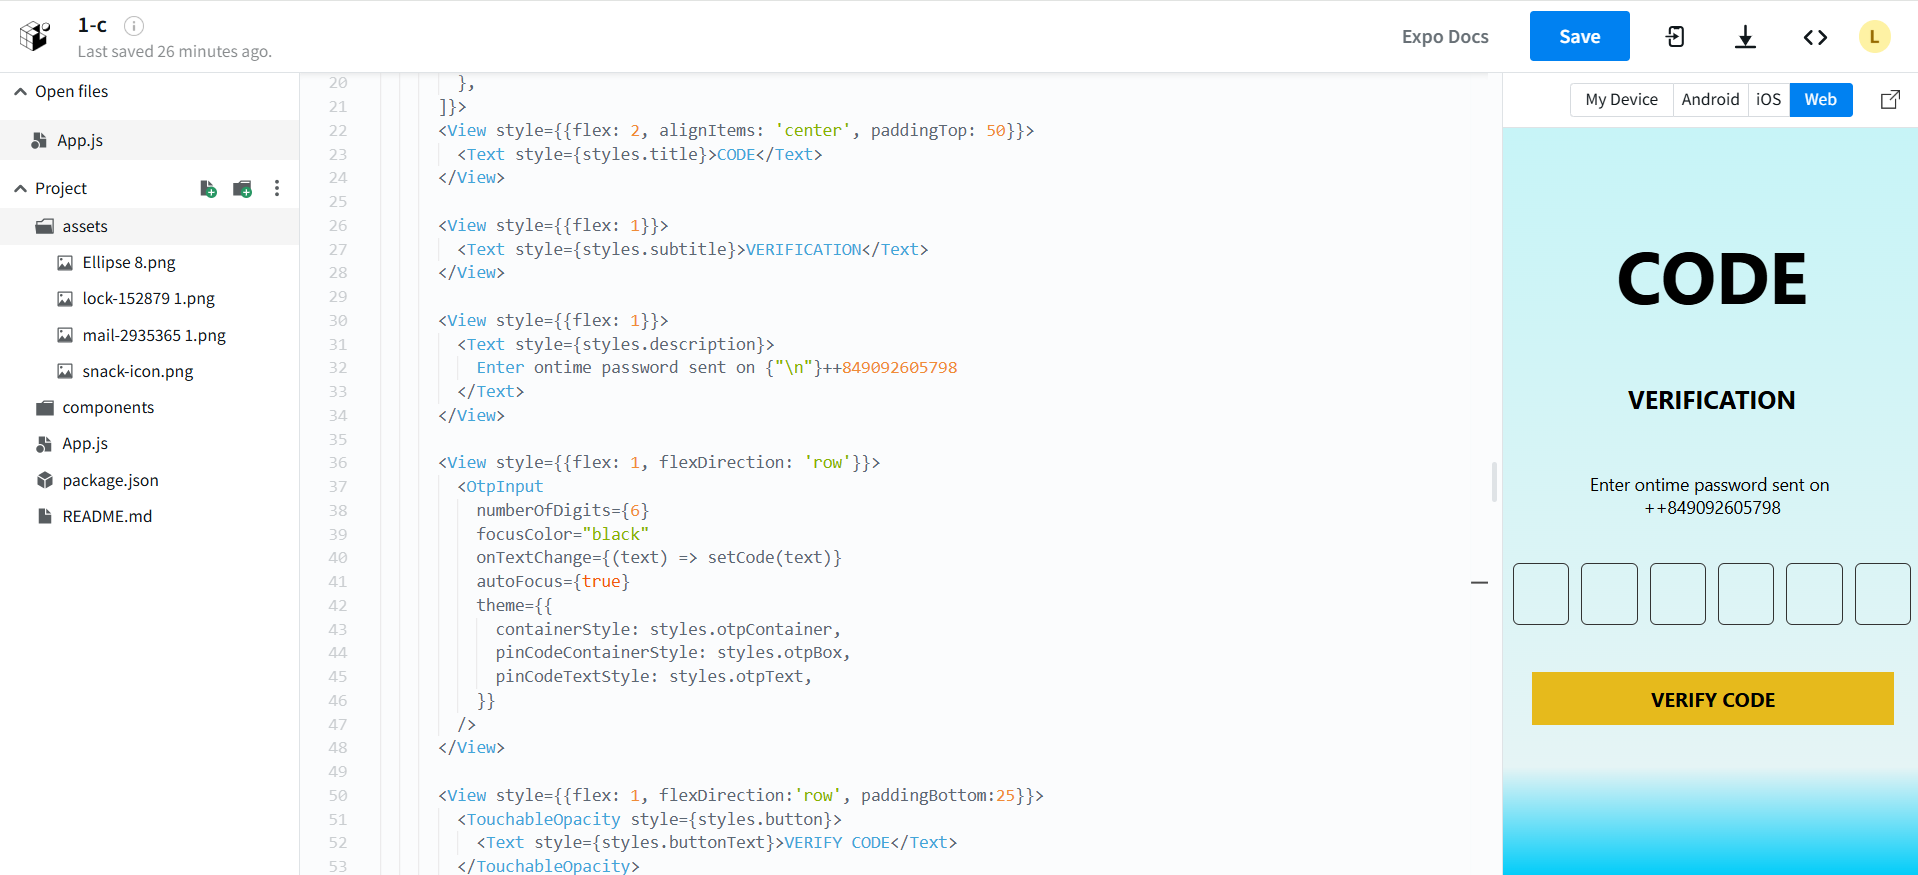 1-c
Last saved 26 minutes ago.
Expo Docs
Save
L
Open files
App.js
Project
assets
Ellipse 8.png
lock-152879 1.png
mail-2935365 1.png
snack-icon.png
components
App.js
package.json
README.md
20 },
21 ]}>
22 <View style={{flex: 2, alignItems: 'center', paddingTop: 50}}>
23 <Text style={styles.title}>CODE</Text>
24 </View>
25
26 <View style={{flex: 1}}>
27 <Text style={styles.subtitle}>VERIFICATION</Text>
28 </View>
29
30 <View style={{flex: 1}}>
31 <Text style={styles.description}>
32 Enter ontime password sent on {"\n"}++849092605798
33 </Text>
34 </View>
35
36 <View style={{flex: 1, flexDirection: 'row'}}>
37 <OtpInput
38 numberOfDigits={6}
39 focusColor="black"
40 onTextChange={(text) => setCode(text)}
41 autoFocus={true}
42 theme={{
43 containerStyle: styles.otpContainer,
44 pinCodeContainerStyle: styles.otpBox,
45 pinCodeTextStyle: styles.otpText,
46 }}
47 />
48 </View>
49
50 <View style={{flex: 1, flexDirection:'row', paddingBottom:25}}>
51 <TouchableOpacity style={styles.button}>
52 <Text style={styles.buttonText}>VERIFY CODE</Text>
53 </TouchableOpacity>
My Device Android iOS Web
CODE
VERIFICATION
Enter ontime password sent on
++849092605798
VERIFY CODE